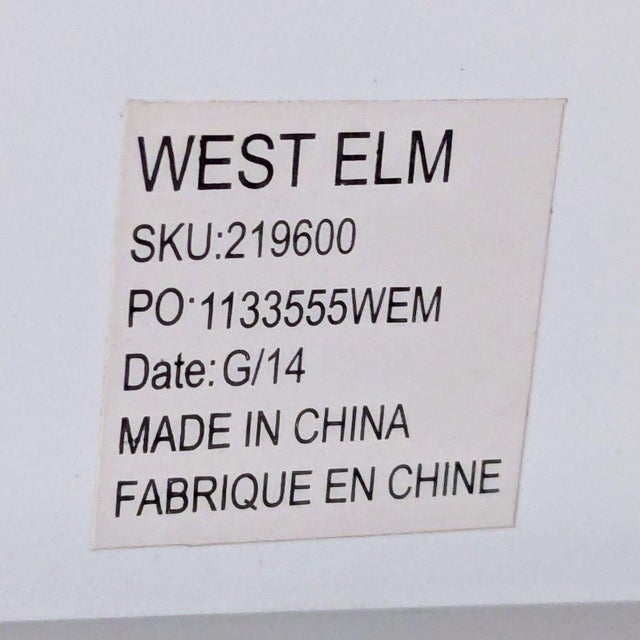 WEST ELM
SKU:219600
PO:1133555WEM
Date:G/14
MADE IN CHINA
FABRIQUE EN CHINE